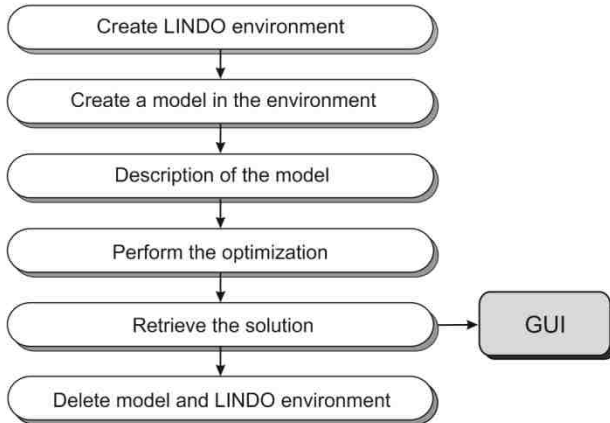 Create LINDO environment
Create a model in the environment
Description of the model
Perform the optimization
Retrieve the solution
GUI
Delete model and LINDO environment